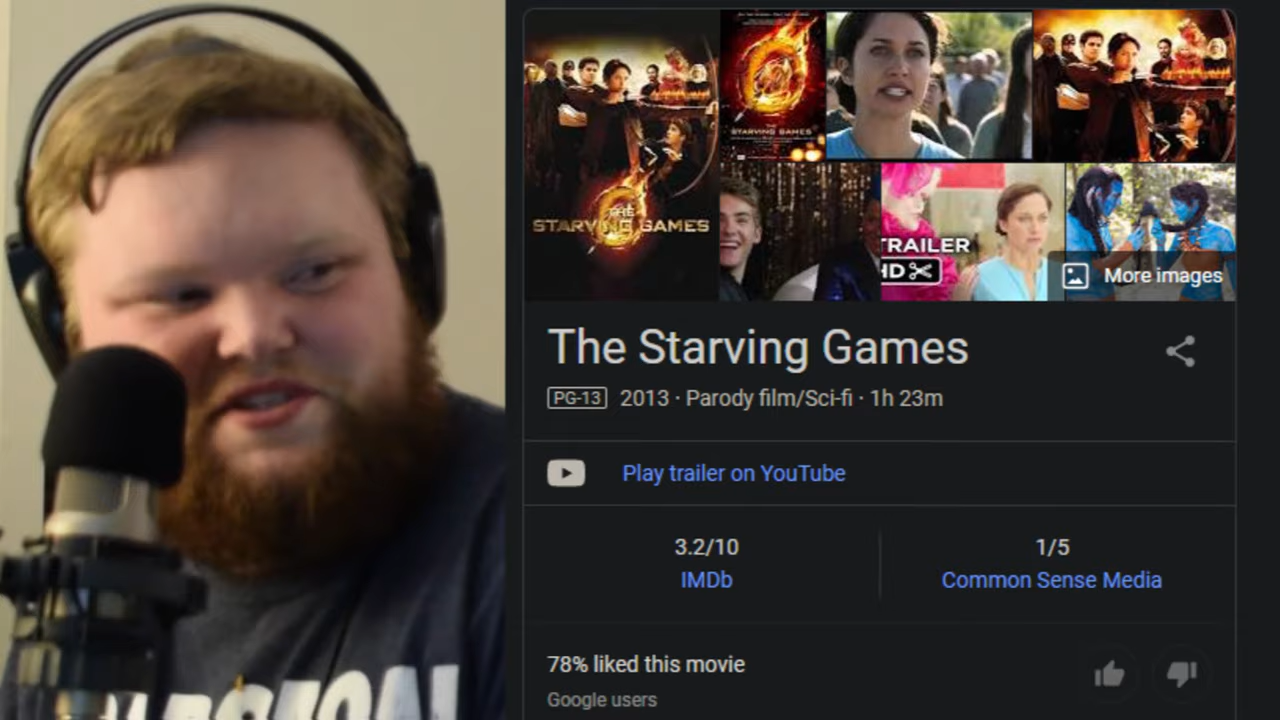 THE
STARVING GAMES
THE
STARVING GAMES
TRAILER
HD
More images
The Starving Games
PG-13 2013 · Parody film/Sci-fi · 1h 23m
Play trailer on YouTube
3.2/10
IMDb
1/5
Common Sense Media
78% liked this movie
Google users